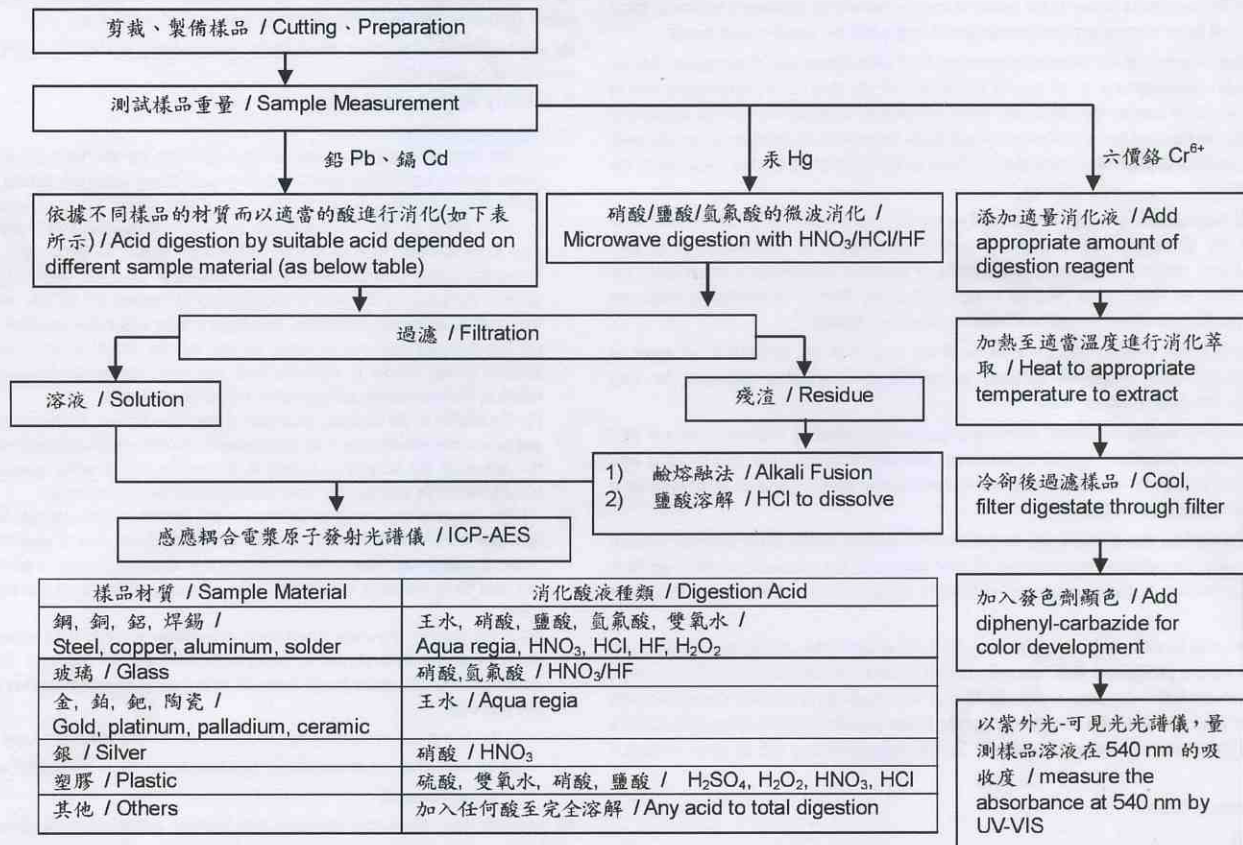 剪裁、製備樣品 / Cutting、Preparation
測試樣品重量 / Sample Measurement
鉛 Pb、鎘 Cd
汞 Hg
六價鉻 Cr⁶⁺
依據不同樣品的材質而以適當的酸進行消化(如下表
所示) / Acid digestion by suitable acid depended on
different sample material (as below table)
硝酸/鹽酸/氫氟酸的微波消化 /
Microwave digestion with HNO₃/HCl/HF
添加適量消化液 / Add
appropriate amount of
digestion reagent
過濾 / Filtration
溶液 / Solution
殘渣 / Residue
加熱至適當溫度進行消化萃
取 / Heat to appropriate
temperature to extract
1) 鹼熔融法 / Alkali Fusion
2) 鹽酸溶解 / HCl to dissolve
冷卻後過濾樣品 / Cool,
filter digestate through filter
感應耦合電漿原子發射光譜儀 / ICP-AES
加入發色劑顯色 / Add
diphenyl-carbazide for
color development
以紫外光-可見光光譜儀，量
測樣品溶液在 540 nm 的吸
收度 / measure the
absorbance at 540 nm by
UV-VIS
樣品材質 / Sample Material 消化酸液種類 / Digestion Acid
鋼, 銅, 鋁, 焊錫 / 王水, 硝酸, 鹽酸, 氫氟酸, 雙氧水 /
Steel, copper, aluminum, solder Aqua regia, HNO₃, HCl, HF, H₂O₂
玻璃 / Glass 硝酸,氫氟酸 / HNO₃/HF
金, 鉑, 鈀, 陶瓷 / 王水 / Aqua regia
Gold, platinum, palladium, ceramic
銀 / Silver 硝酸 / HNO₃
塑膠 / Plastic 硫酸, 雙氧水, 硝酸, 鹽酸 / H₂SO₄, H₂O₂, HNO₃, HCl
其他 / Others 加入任何酸至完全溶解 / Any acid to total digestion